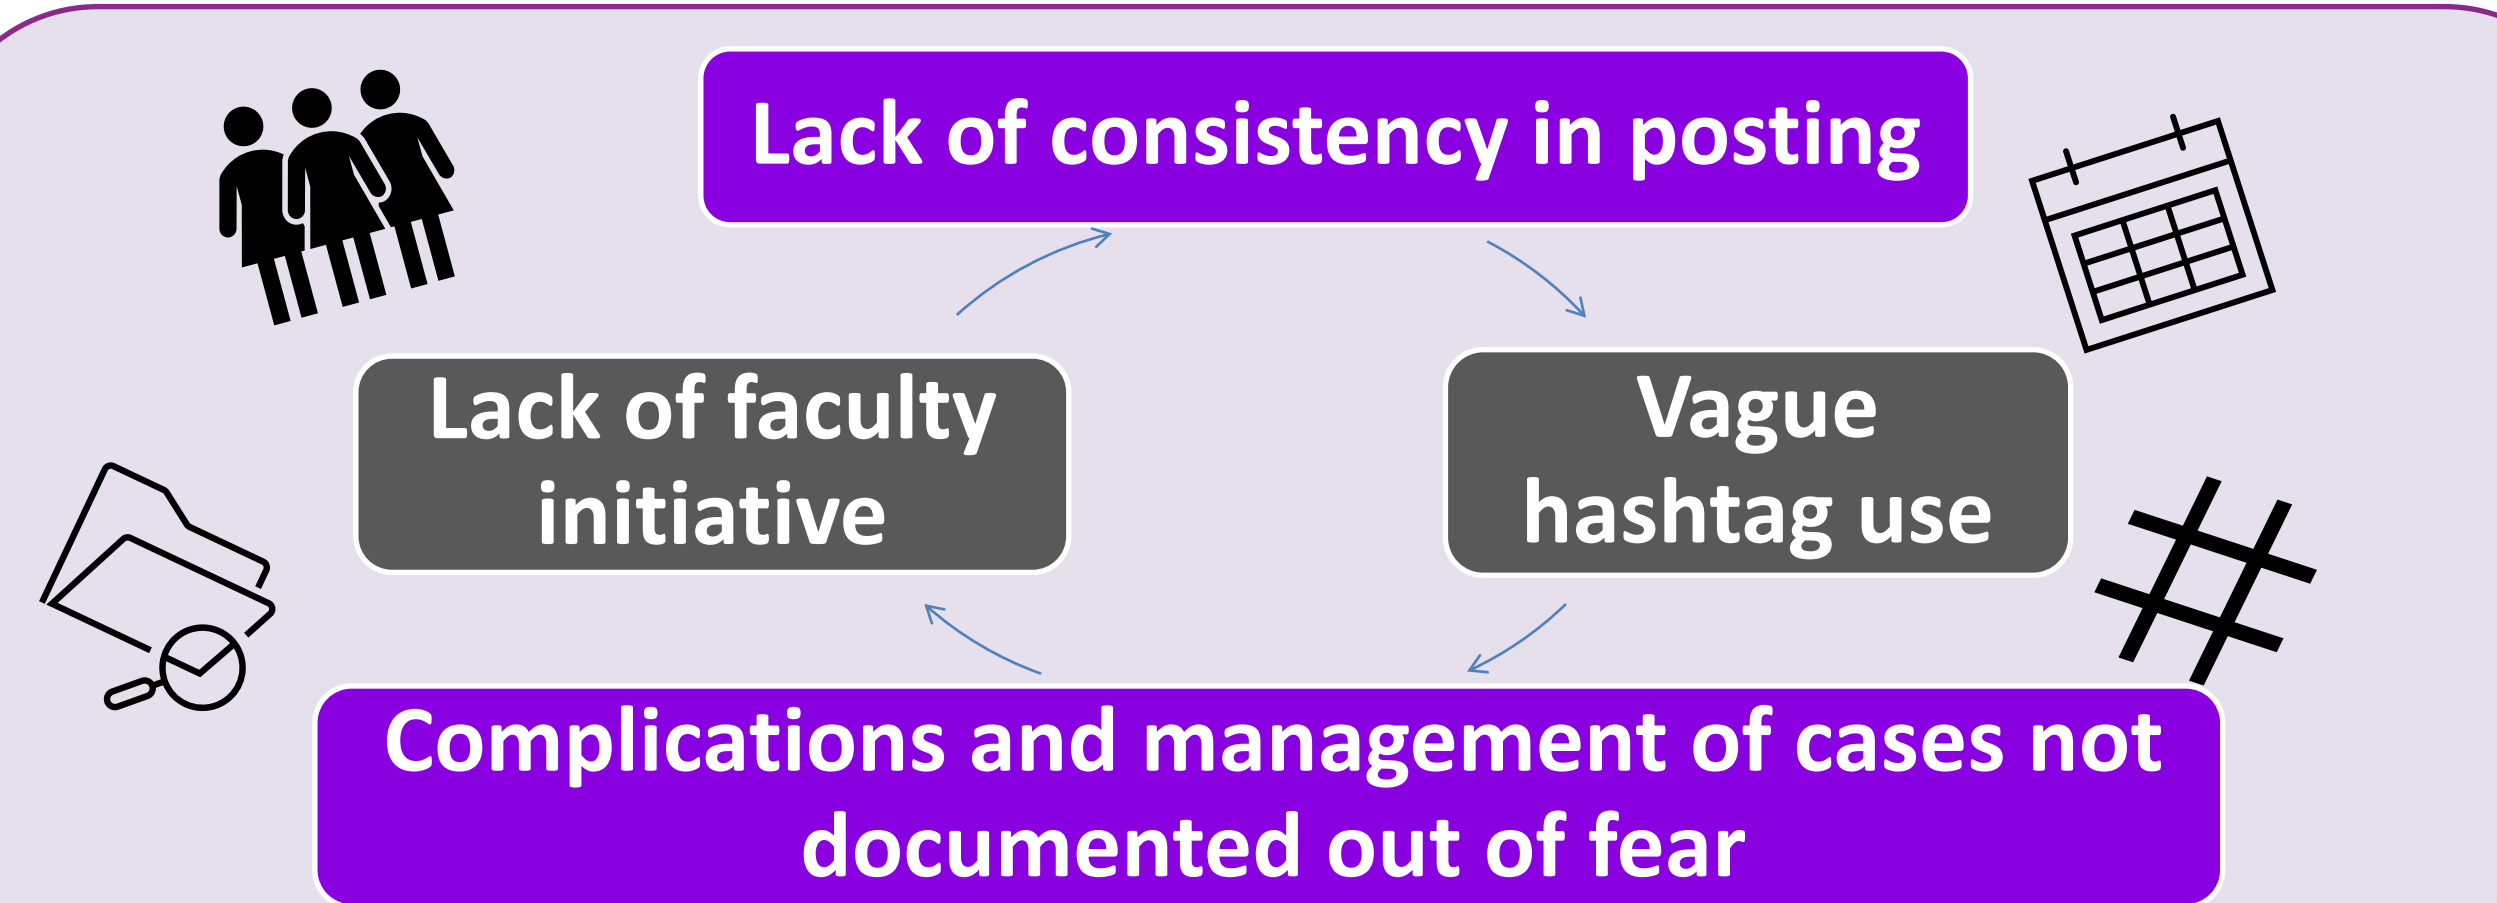 Lack of consistency in posting
Lack of faculty
initiative
Vague
hashtag use
Complications and management of cases not
documented out of fear